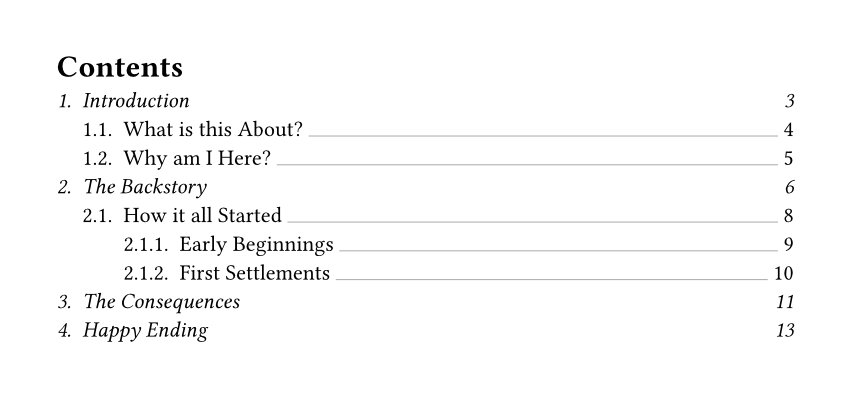 Contents
1. Introduction 3
1.1. What is this About? 4
1.2. Why am I Here? 5
2. The Backstory 6
2.1. How it all Started 8
2.1.1. Early Beginnings 9
2.1.2. First Settlements 10
3. The Consequences 11
4. Happy Ending 13